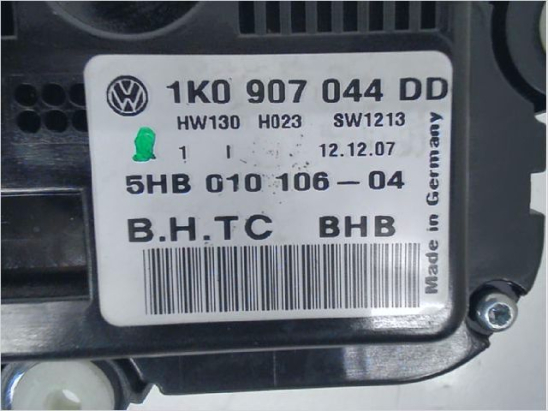 1K0 907 044 DD
HW130 H023 SW1213
1 I 12.12.07
5HB 010 106-04
B.H.TC BHB
Made in Germany